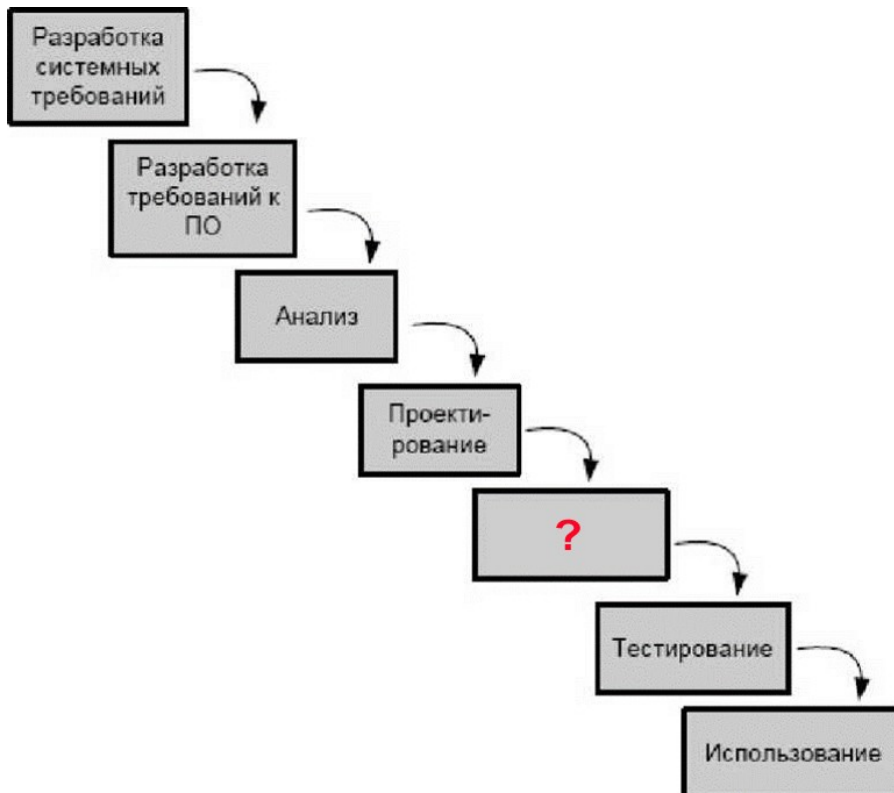 Разработка
системных
требований
Разработка
требований к
ПО
Анализ
Проекти-
рование
?
Тестирование
Использование